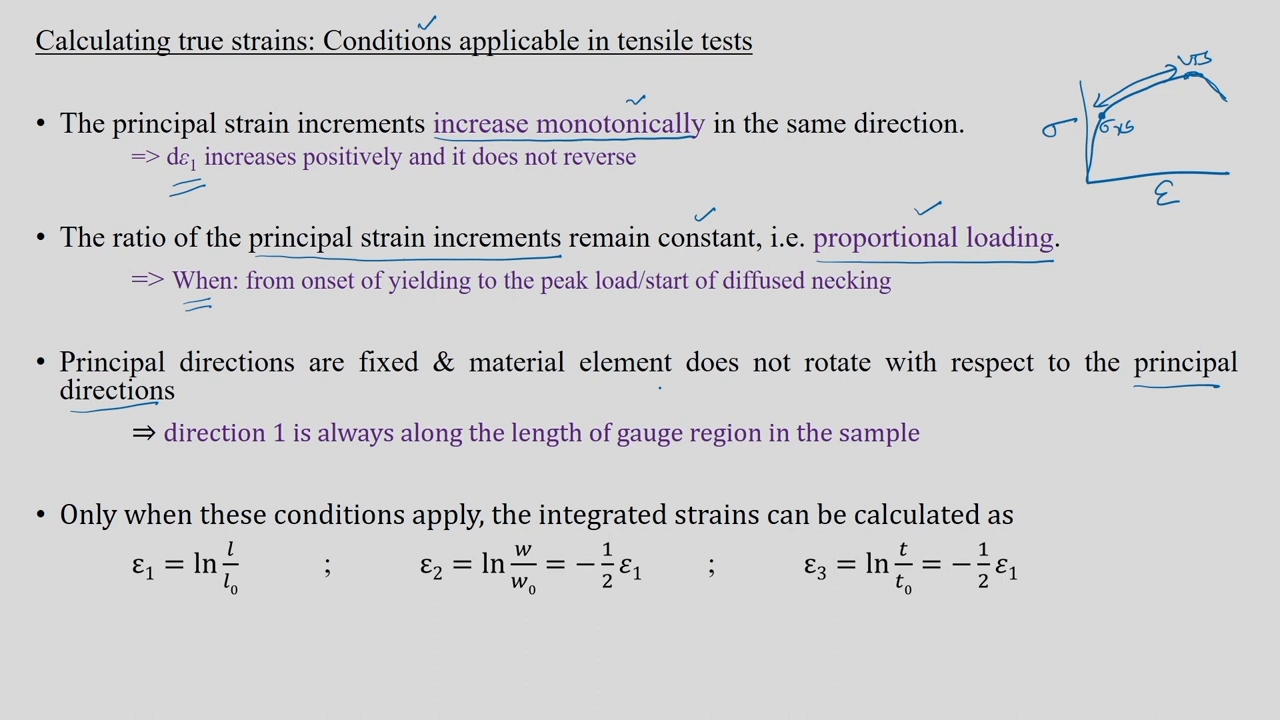 Calculating true strains: Conditions applicable in tensile tests
• The principal strain increments increase monotonically in the same direction.
=> dε₁ increases positively and it does not reverse
• The ratio of the principal strain increments remain constant, i.e. proportional loading.
=> When: from onset of yielding to the peak load/start of diffused necking
• Principal directions are fixed & material element does not rotate with respect to the principal
directions
⇒ direction 1 is always along the length of gauge region in the sample
• Only when these conditions apply, the integrated strains can be calculated as
ε₁ = ln l/l₀ ; ε₂ = ln w/w₀ = −1/2 ε₁ ; ε₃ = ln t/t₀ = −1/2 ε₁
UTS
σ
σys
ε